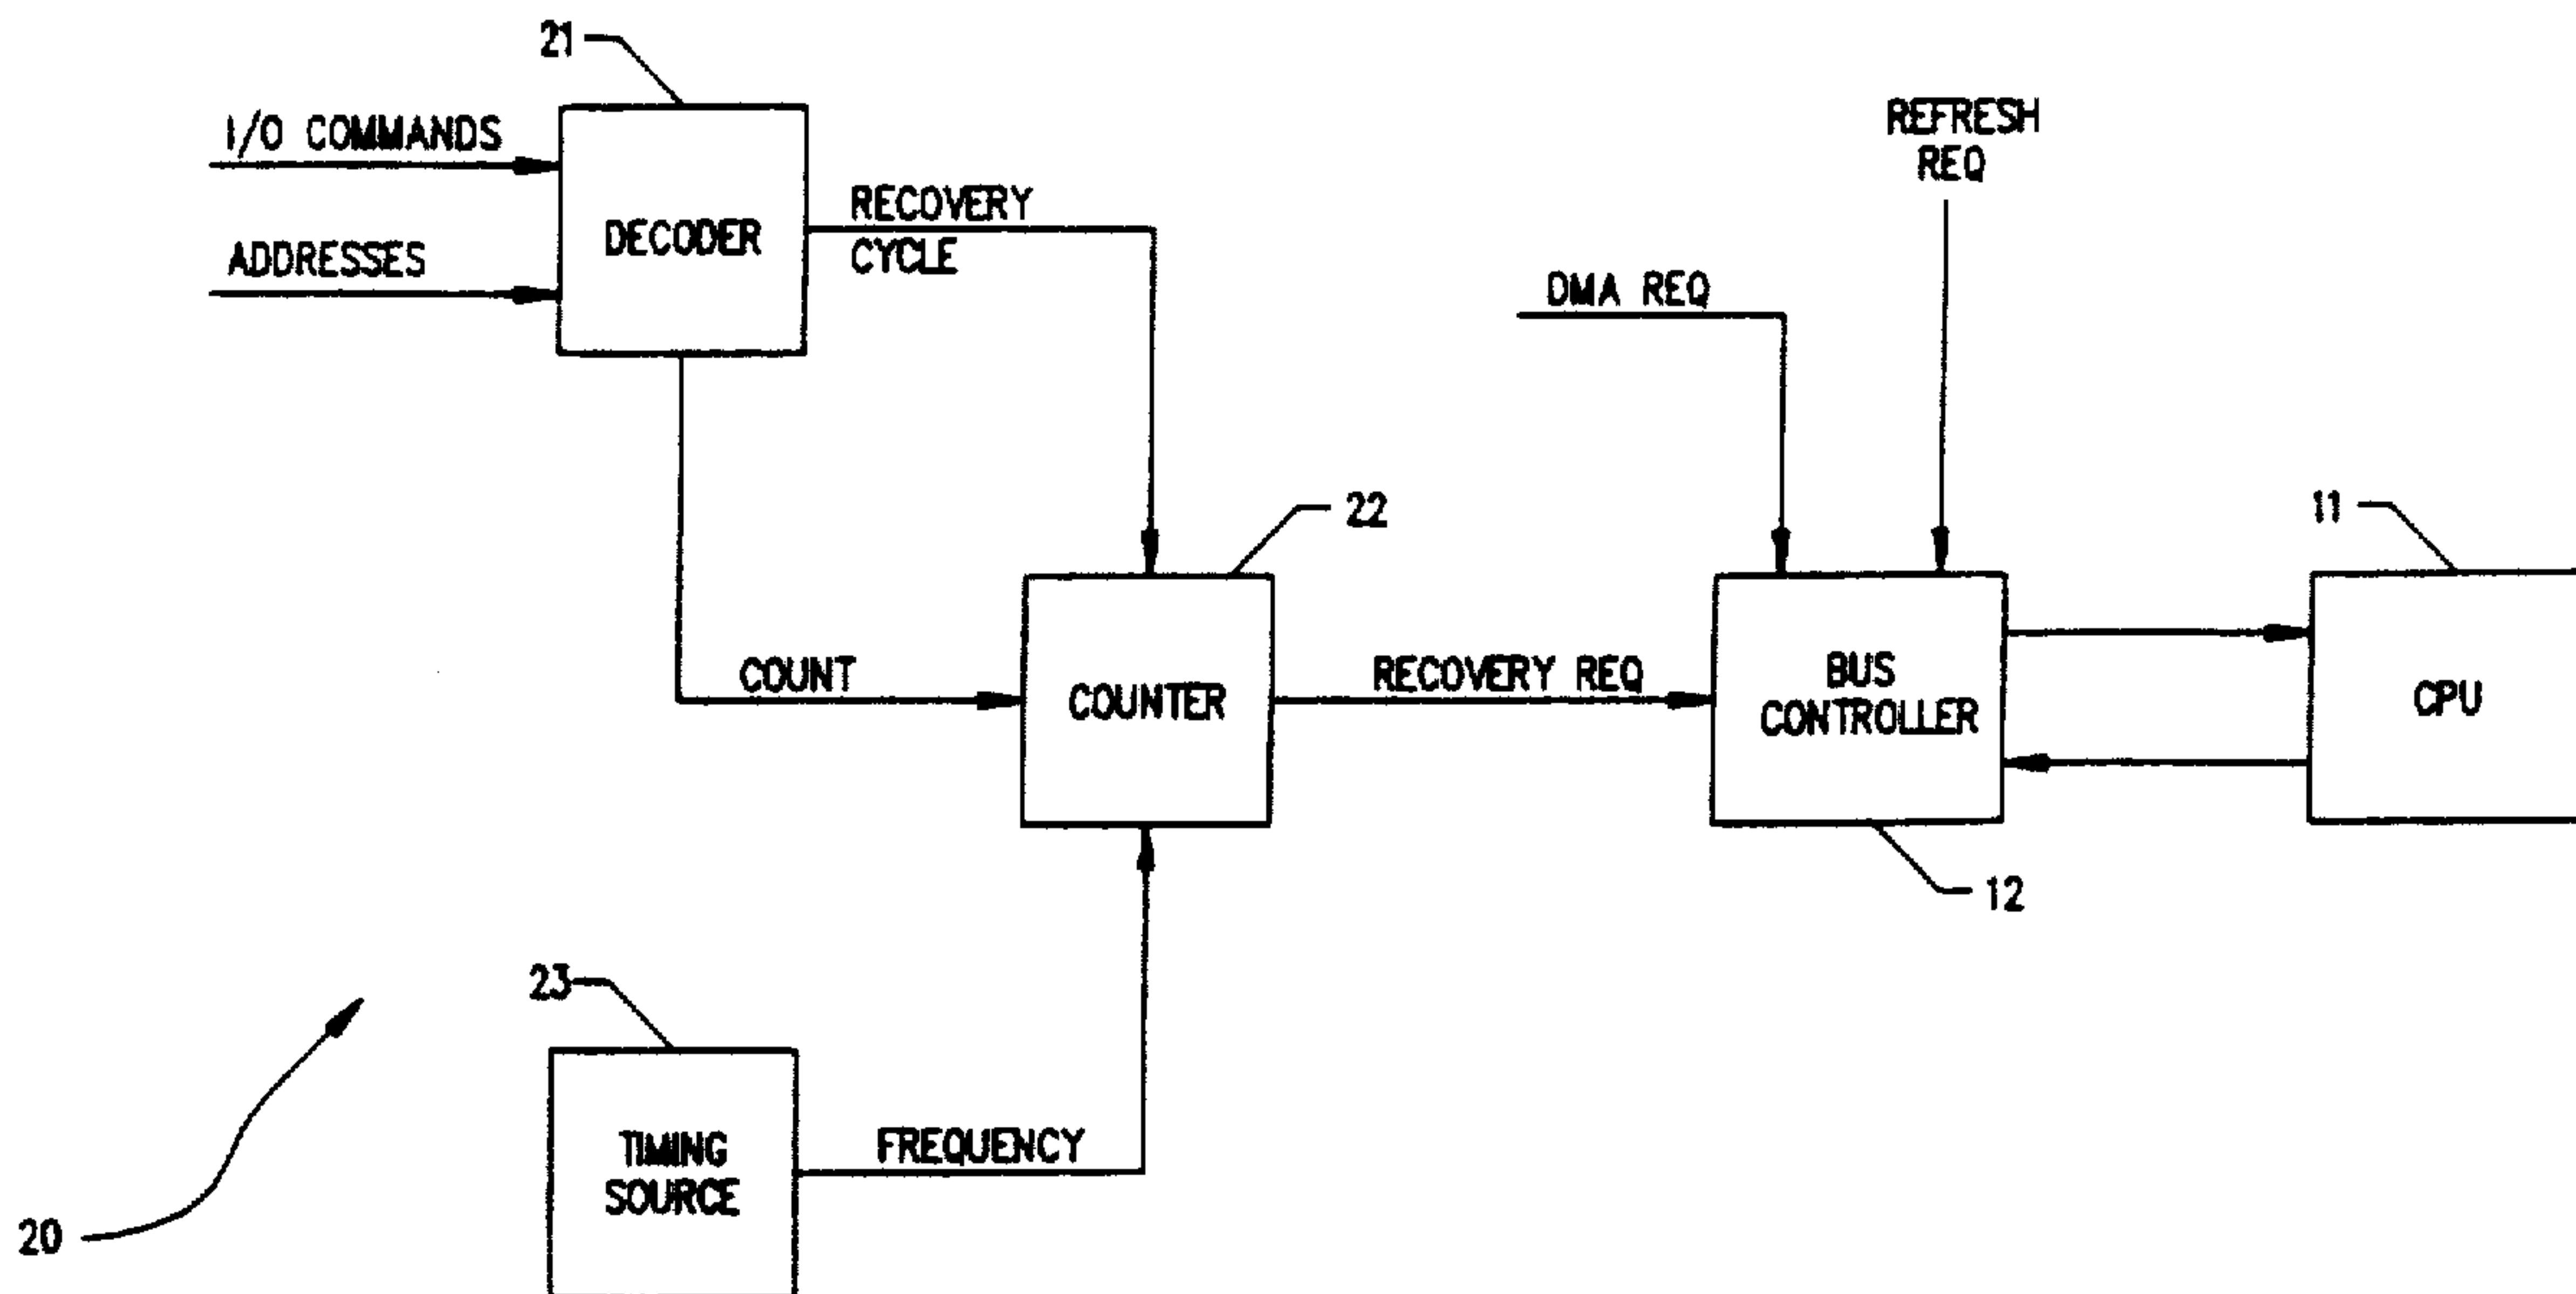 21
I/O COMMANDS
ADDRESSES
DECODER
RECOVERY
CYCLE
REFRESH
REQ
DMA REQ
22
11
COUNT
COUNTER
RECOVERY REQ
BUS
CONTROLLER
CPU
12
23
TIMING
SOURCE
FREQUENCY
20